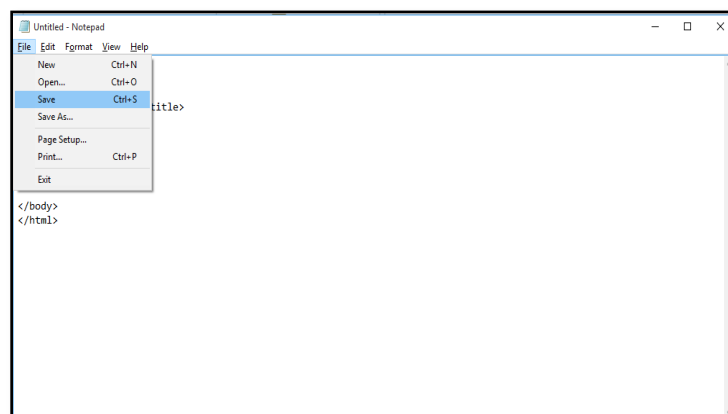 Untitled - Notepad
File Edit Format View Help
New Ctrl+N
Open... Ctrl+O
Save Ctrl+S
title>
Save As...
Page Setup...
Print... Ctrl+P
Exit
</body>
</html>